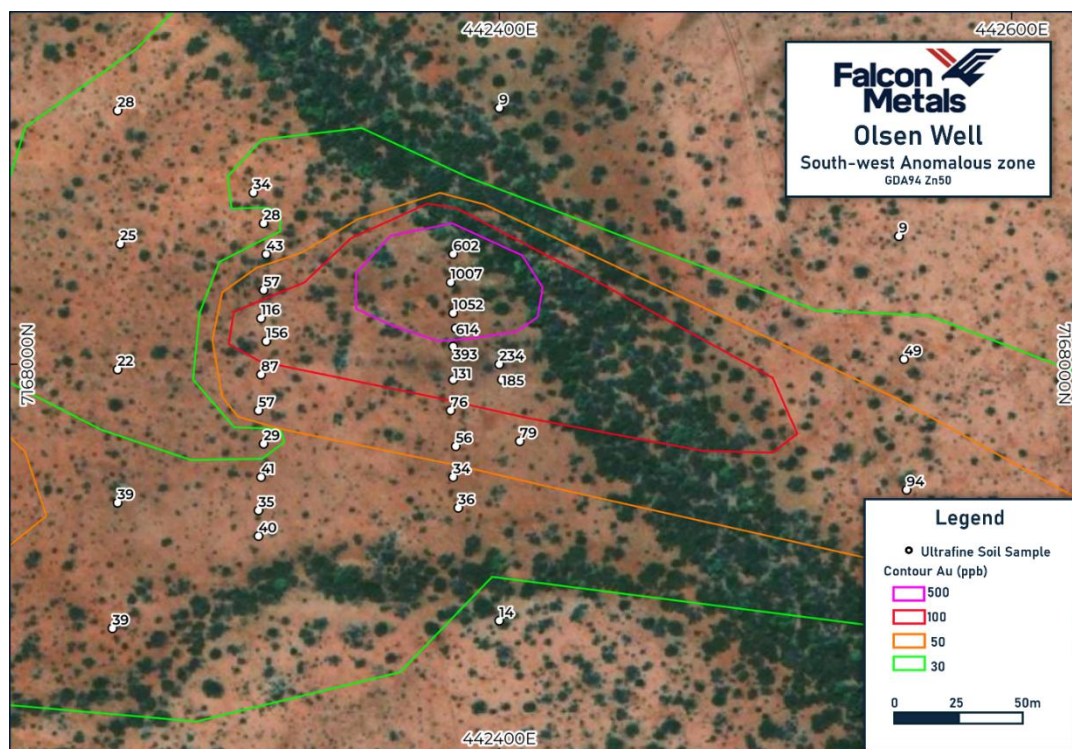 442400E
442600E
Falcon
Metals
Olsen Well
South-west Anomalous zone
GDA94 Zn50
28
9
34
28
25
43
602
9
57
1007
116
1052
156
614
393
234
49
22
87
131
185
7168000N
7168000N
57
76
79
29
56
41
34
94
39
35
36
40
39
14
Legend
Ultrafine Soil Sample
Contour Au (ppb)
500
100
50
30
0 25 50m
442400E